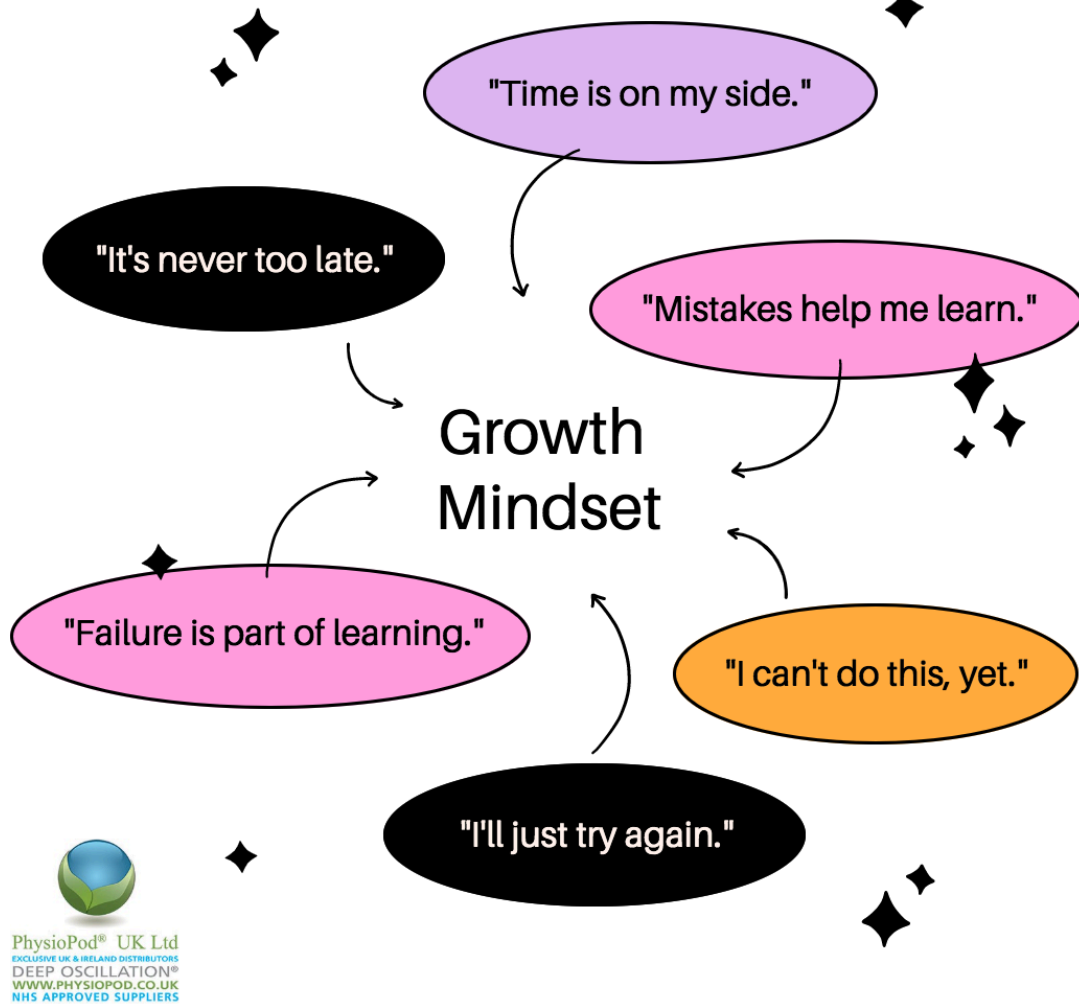 "Time is on my side."
"It's never too late."
"Mistakes help me learn."
Growth
Mindset
"Failure is part of learning."
"I can't do this, yet."
"I'll just try again."
PhysioPod® UK Ltd
EXCLUSIVE UK & IRELAND DISTRIBUTORS
DEEP OSCILLATION®
WWW.PHYSIOPOD.CO.UK
NHS APPROVED SUPPLIERS